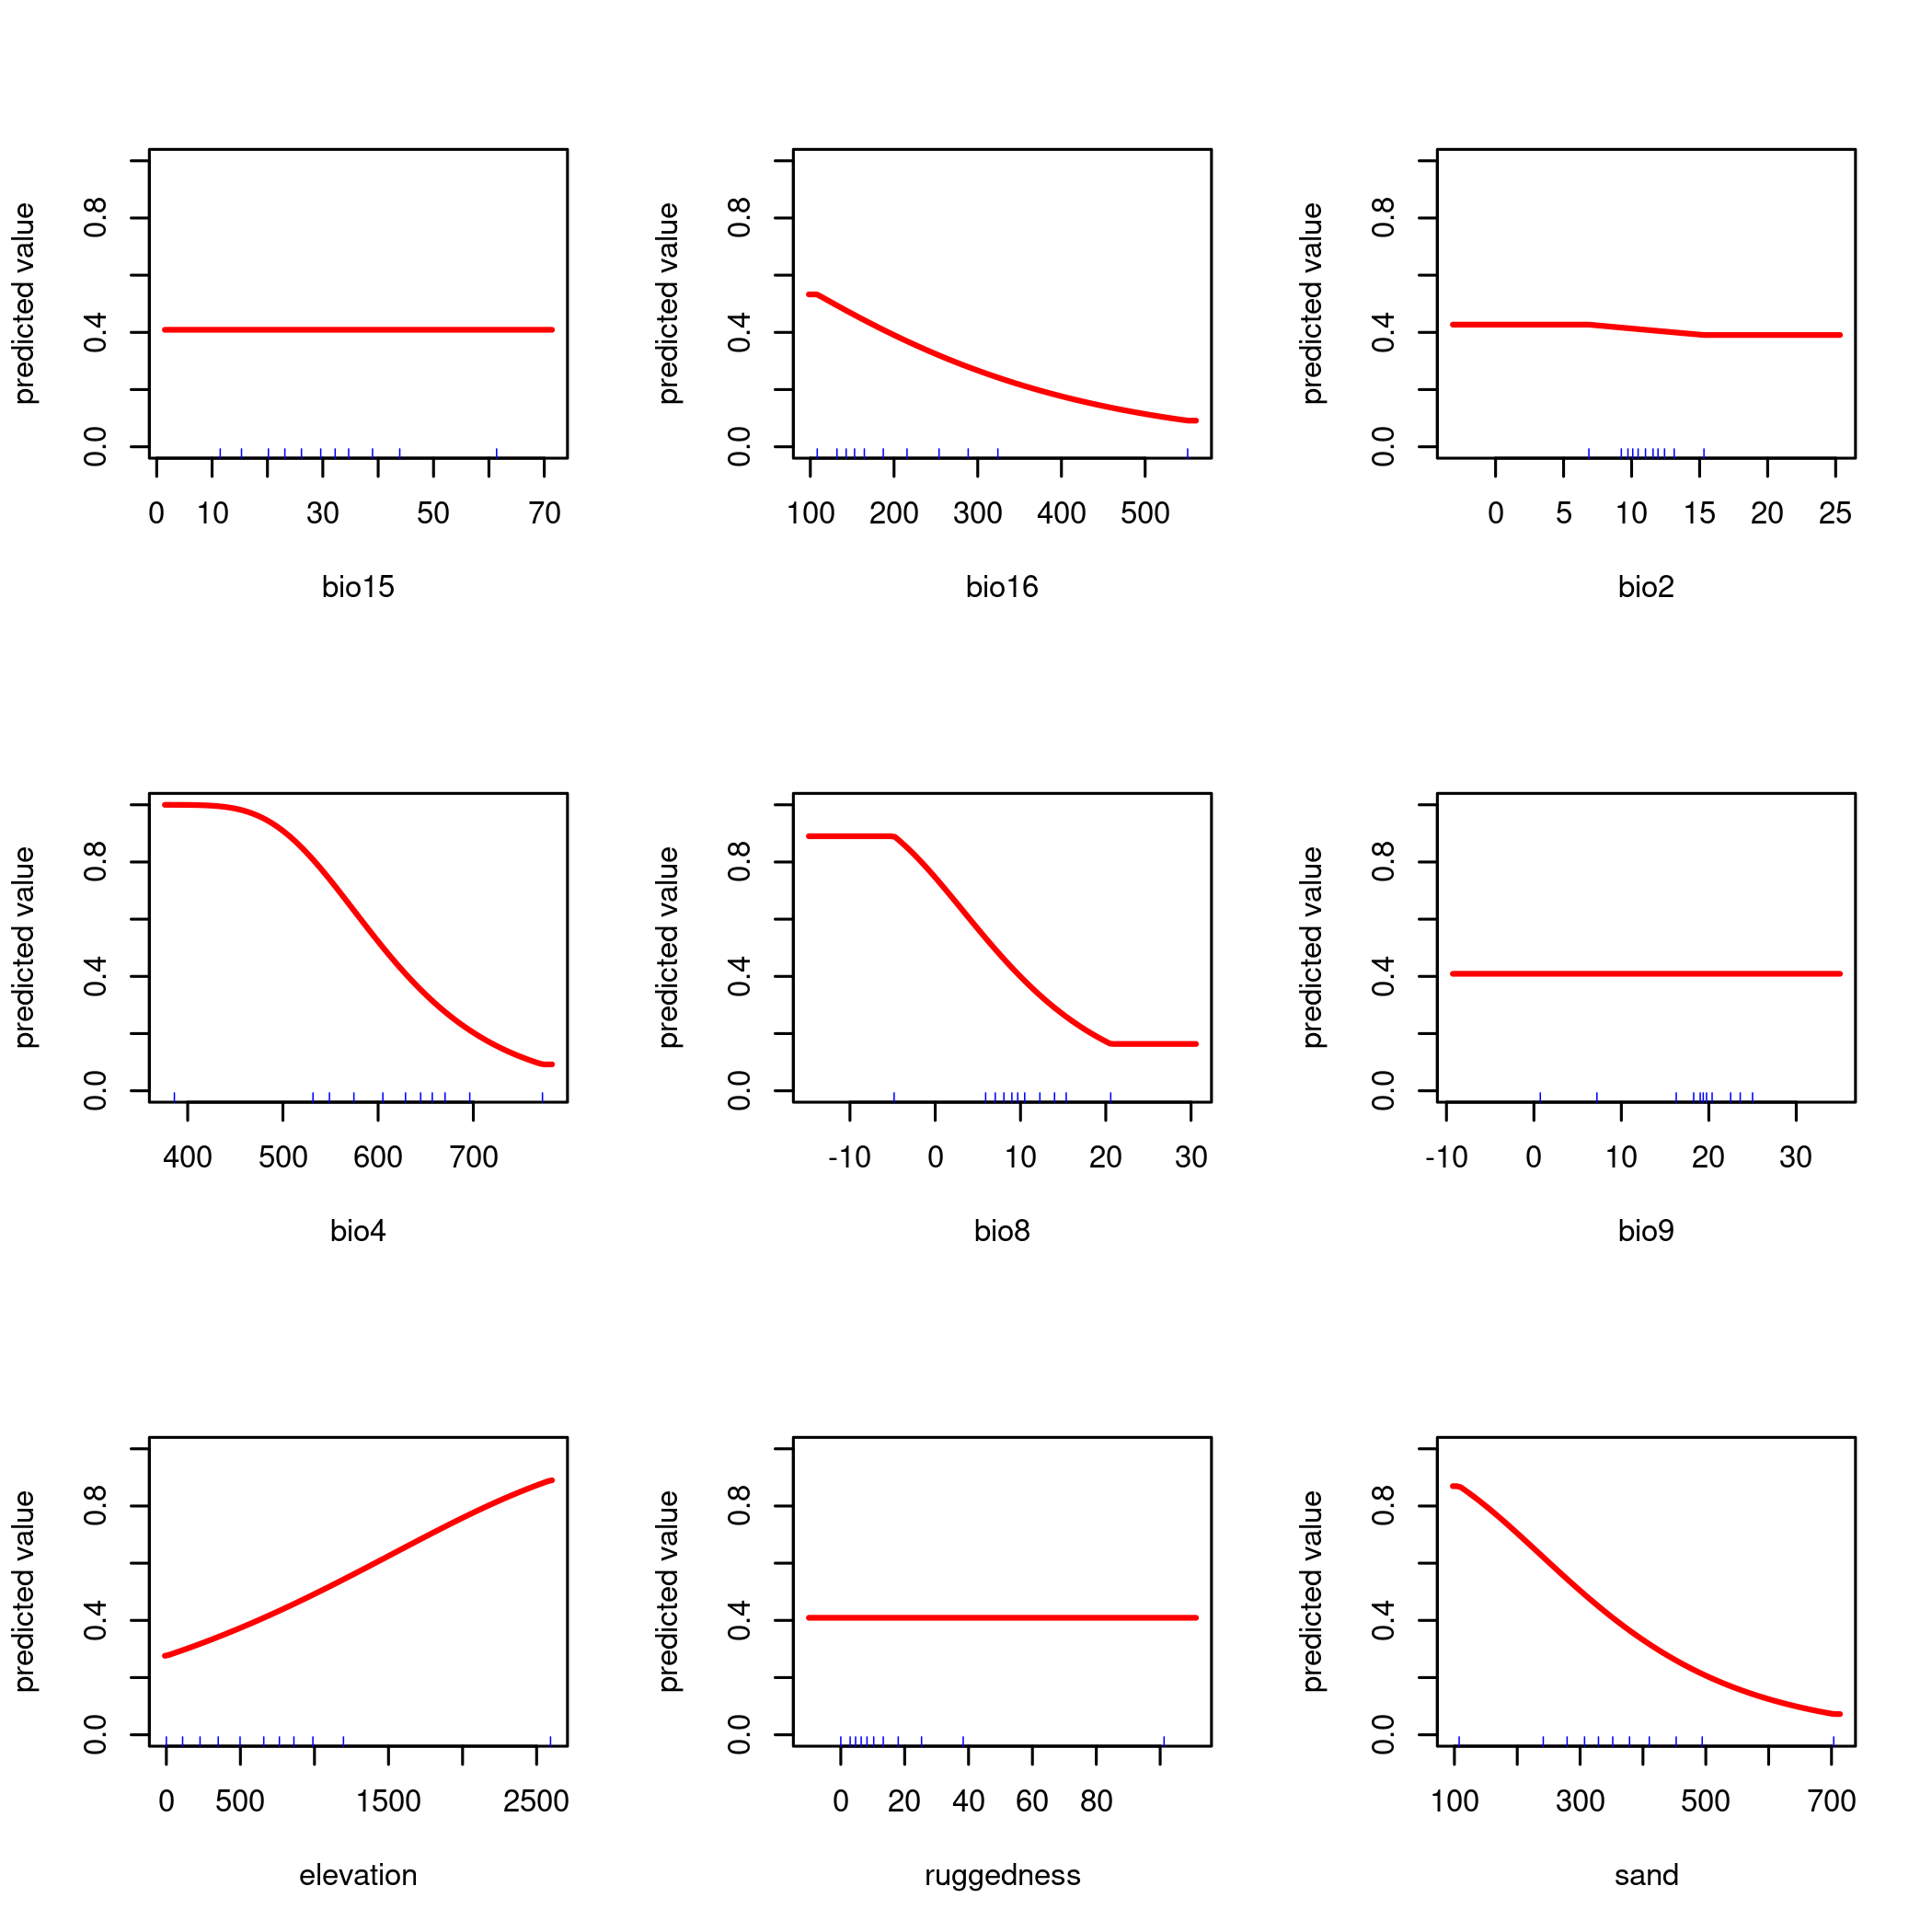 predicted value
0.0 0.4 0.8
0 10 30 50 70
bio15
predicted value
0.0 0.4 0.8
100 200 300 400 500
bio16
predicted value
0.0 0.4 0.8
0 5 10 15 20 25
bio2
predicted value
0.0 0.4 0.8
400 500 600 700
bio4
predicted value
0.0 0.4 0.8
-10 0 10 20 30
bio8
predicted value
0.0 0.4 0.8
-10 0 10 20 30
bio9
predicted value
0.0 0.4 0.8
0 500 1500 2500
elevation
predicted value
0.0 0.4 0.8
0 20 40 60 80
ruggedness
predicted value
0.0 0.4 0.8
100 300 500 700
sand